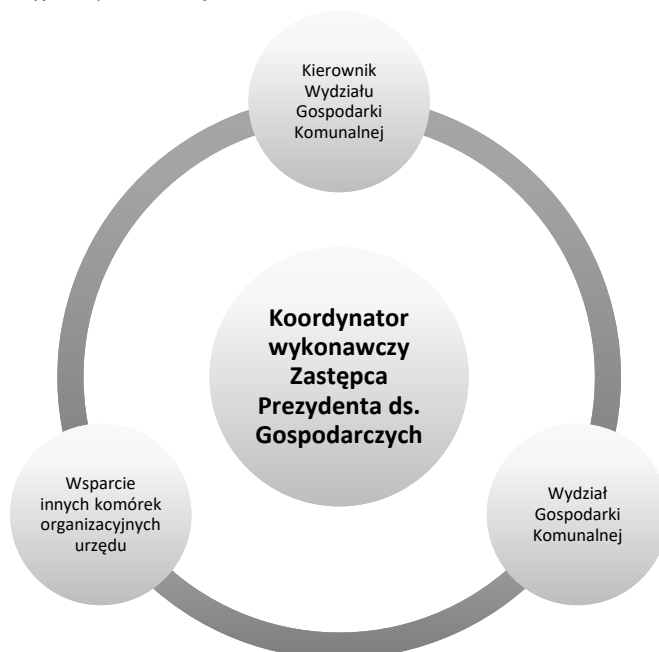 Kierownik
Wydziału
Gospodarki
Komunalnej
Koordynator
wykonawczy
Zastępca
Prezydenta ds.
Gospodarczych
Wsparcie
innych komórek
organizacyjnych
urzędu
Wydział
Gospodarki
Komunalnej